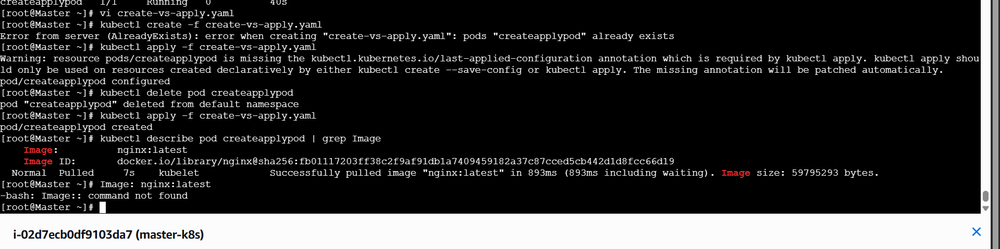 createapplypod   1/1     Running   0          40s
[root@Master ~]# vi create-vs-apply.yaml
[root@Master ~]# kubectl create -f create-vs-apply.yaml
Error from server (AlreadyExists): error when creating "create-vs-apply.yaml": pods "createapplypod" already exists
[root@Master ~]# kubectl apply -f create-vs-apply.yaml
Warning: resource pods/createapplypod is missing the kubectl.kubernetes.io/last-applied-configuration annotation which is required by kubectl apply. kubectl apply shou
ld only be used on resources created declaratively by either kubectl create --save-config or kubectl apply. The missing annotation will be patched automatically.
pod/createapplypod configured
[root@Master ~]# kubectl delete pod createapplypod
pod "createapplypod" deleted from default namespace
[root@Master ~]# kubectl apply -f create-vs-apply.yaml
pod/createapplypod created
[root@Master ~]# kubectl describe pod createapplypod | grep Image
    Image:          nginx:latest
    Image ID:       docker.io/library/nginx@sha256:fb01117203ff38c2f9af91db1a7409459182a37c87cced5cb442d1d8fcc66d19
  Normal  Pulled     7s    kubelet            Successfully pulled image "nginx:latest" in 893ms (893ms including waiting). Image size: 59795293 bytes.
[root@Master ~]# Image: nginx:latest
-bash: Image:: command not found
[root@Master ~]#
i-02d7ecb0df9103da7 (master-k8s)